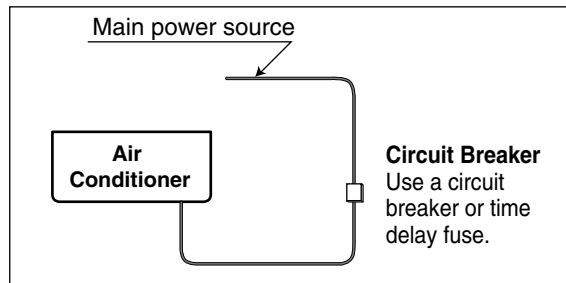 Main power source
Air
Conditioner
Circuit Breaker
Use a circuit
breaker or time
delay fuse.